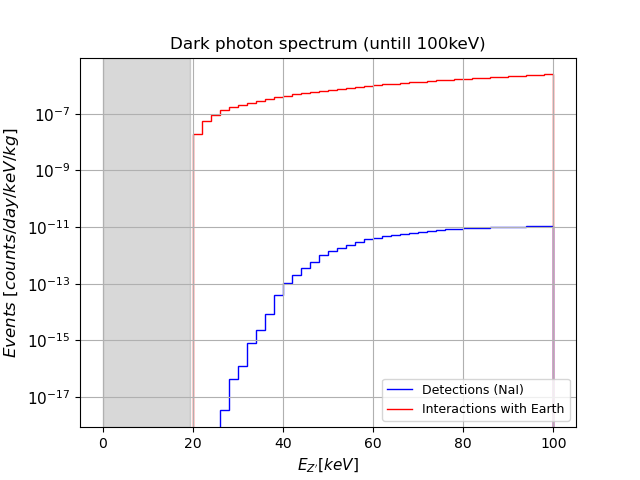 Dark photon spectrum (untill 100keV)
10⁻⁷
10⁻⁹
10⁻¹¹
10⁻¹³
10⁻¹⁵
10⁻¹⁷
Events [counts/day/keV/kg]
Detections (NaI)
Interactions with Earth
0 20 40 60 80 100
E_Z′[keV]